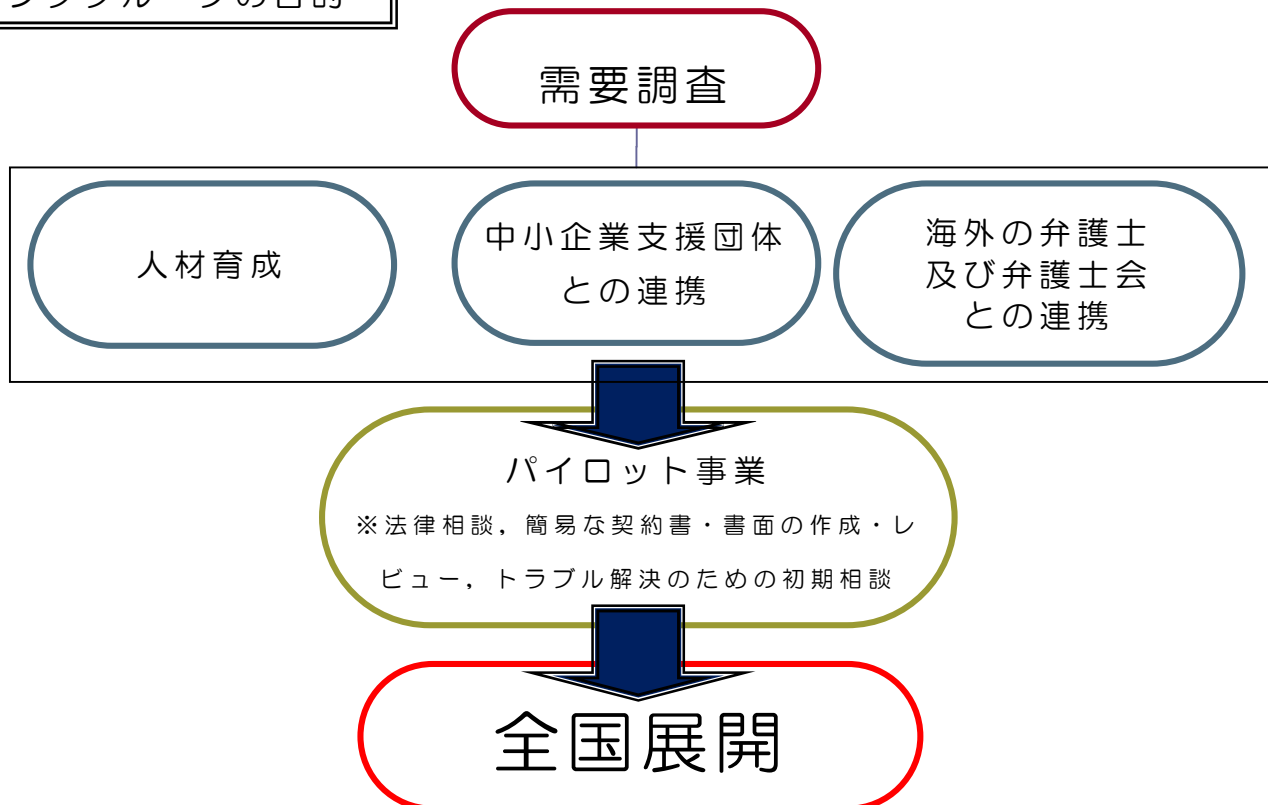 需要調査
人材育成
中小企業支援団体
との連携
海外の弁護士
及び弁護士会
との連携
パイロット事業
※法律相談，簡易な契約書・書面の作成・レ
ビュー，トラブル解決のための初期相談
全国展開